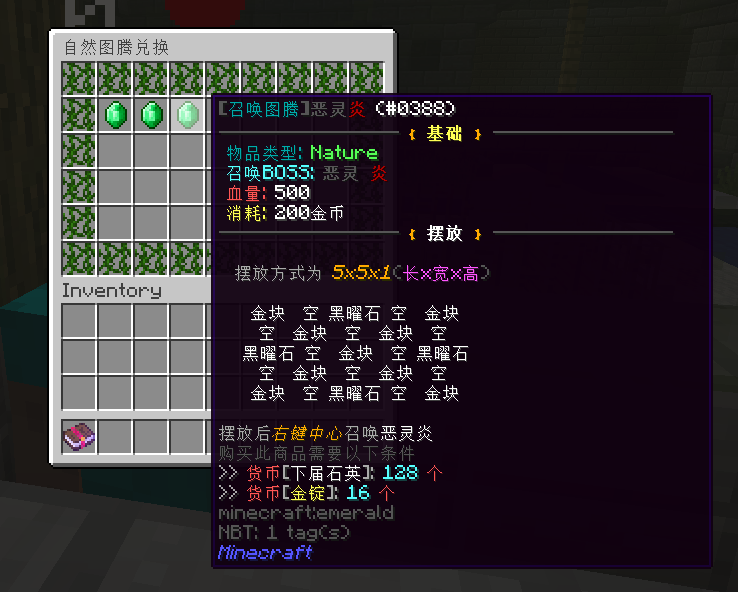 自然图腾兑换
[召唤图腾]恶灵炎 (#0388)
{ 基础 }
物品类型: Nature
召唤BOSS: 恶灵 炎
血量: 500
消耗: 200金币
{ 摆放 }
摆放方式为 5x5x1(长x宽x高)
金块 空 黑曜石 空 金块
空 金块 空 金块 空
黑曜石 空 金块 空 黑曜石
空 金块 空 金块 空
金块 空 黑曜石 空 金块
摆放后右键中心召唤恶灵炎
购买此商品需要以下条件
>> 货币[下届石英]: 128 个
>> 货币[金锭]: 16 个
minecraft:emerald
NBT: 1 tag(s)
Minecraft
Inventory